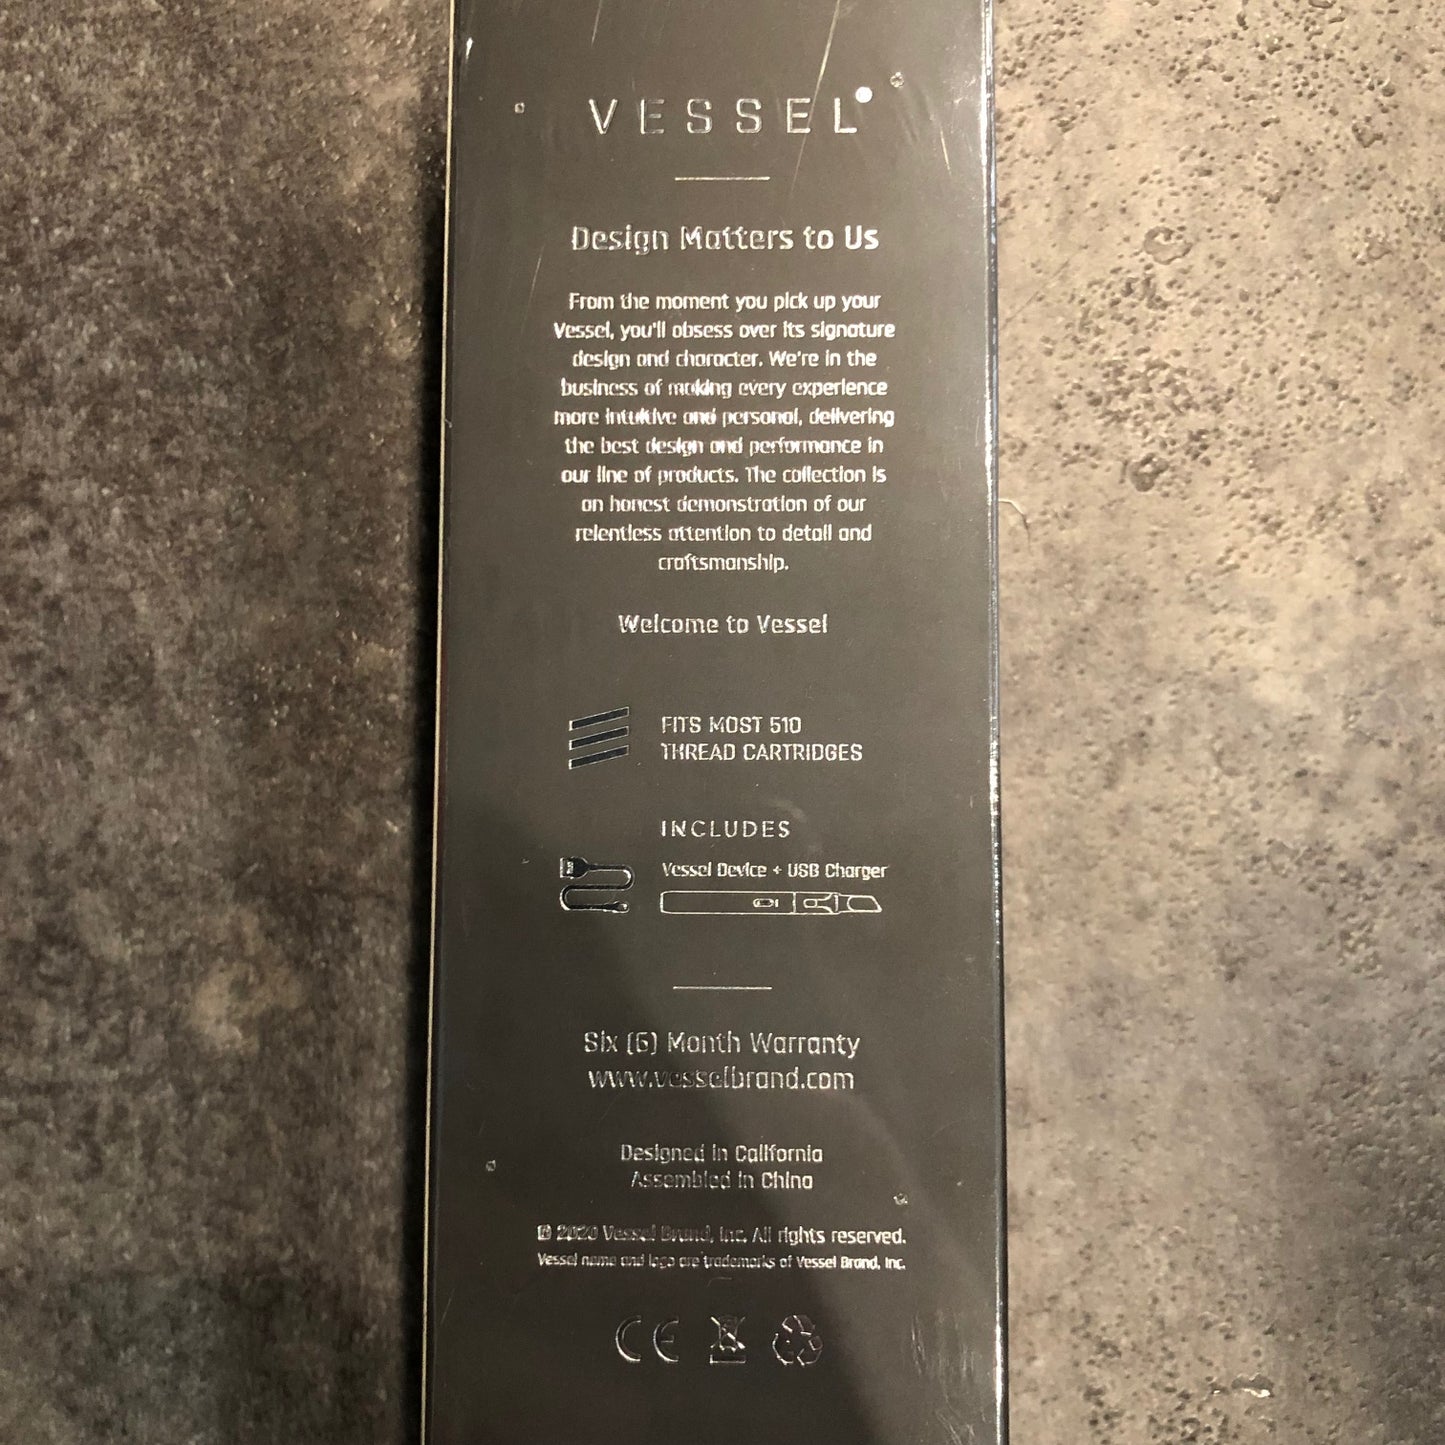 VESSEL
Design Matters to Us
From the moment you pick up your
Vessel, you'll obsess over its signature
design and character. We're in the
business of making every experience
more intuitive and personal, delivering
the best design and performance in
our line of products. The collection is
an honest demonstration of our
relentless attention to detail and
craftsmanship.
Welcome to Vessel
FITS MOST 510
THREAD CARTRIDGES
INCLUDES
Vessel Device + USB Charger
Six (6) Month Warranty
www.vesselbrand.com
Designed in California
Assembled in China
© 2020 Vessel Brand, Inc. All rights reserved.
Vessel name and logo are trademarks of Vessel Brand, Inc.
CE